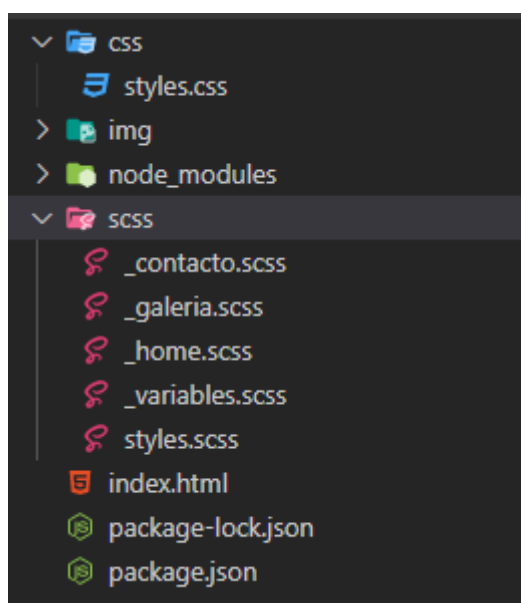 css
styles.css
img
node_modules
scss
_contacto.scss
_galeria.scss
_home.scss
_variables.scss
styles.scss
index.html
package-lock.json
package.json